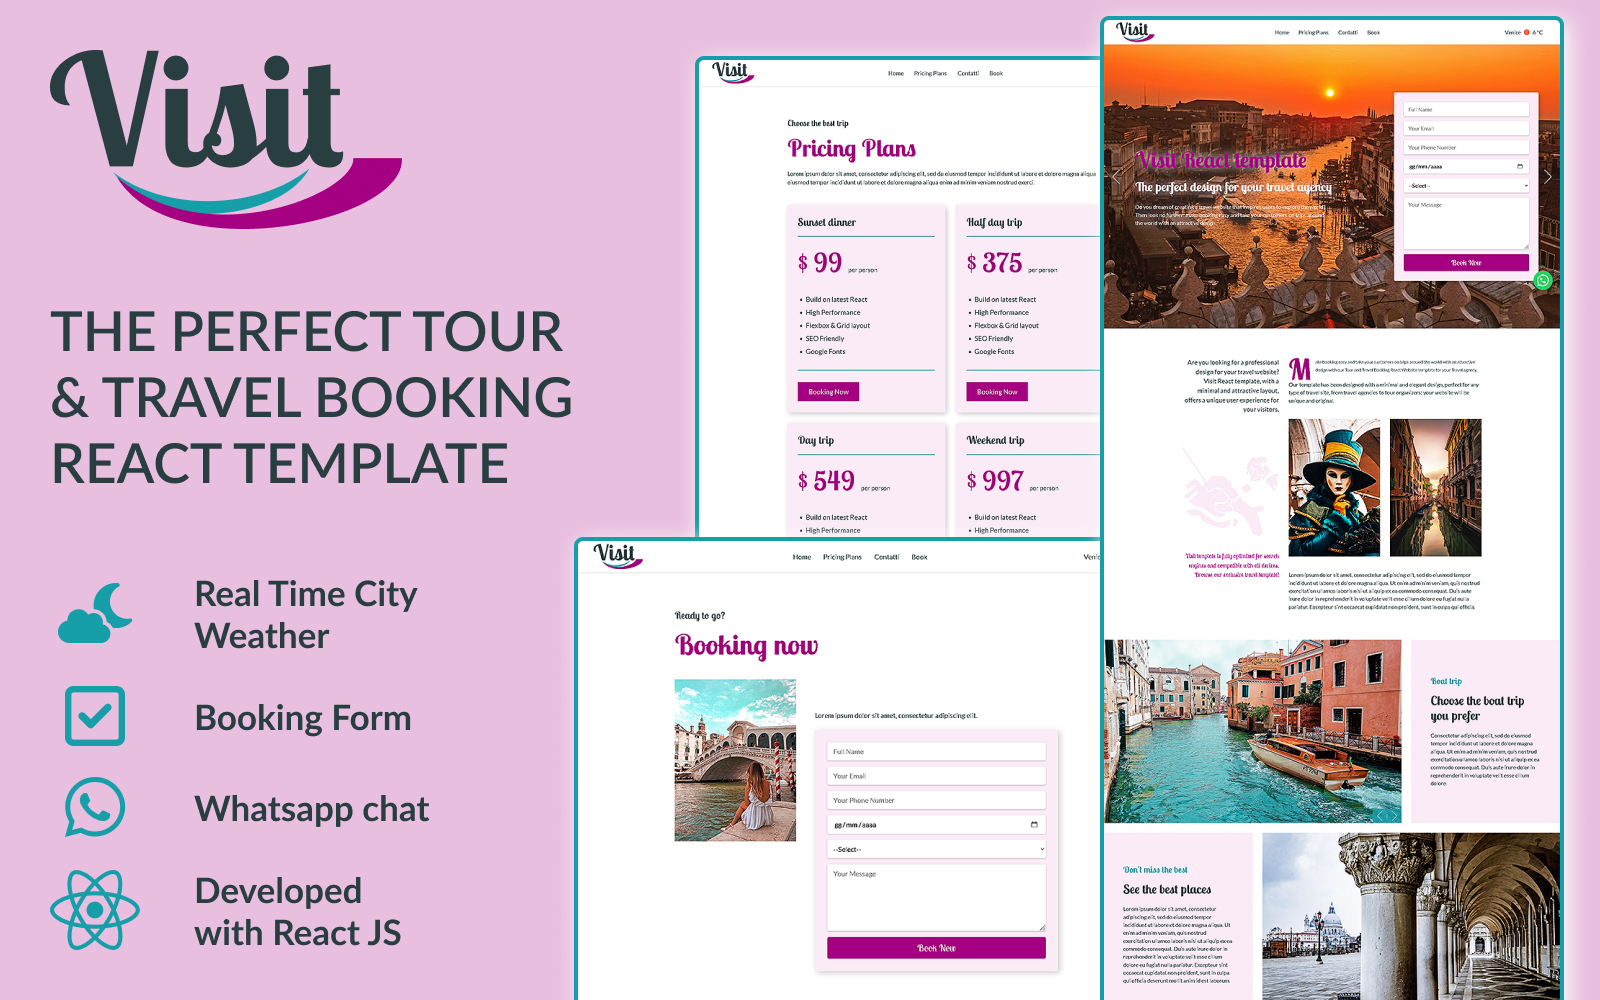 Visit
THE PERFECT TOUR
& TRAVEL BOOKING
REACT TEMPLATE
Real Time City
Weather
Booking Form
Whatsapp chat
Developed
with React JS
Visit
Home Pricing Plans Contatti Book
Choose the best trip
Pricing Plans
Lorem ipsum dolor sit amet, consectetur adipiscing elit, sed do eiusmod tempor incididunt ut labore et dolore magna aliqua
eiusmod tempor incididunt ut labore et dolore magna aliqua enim ad minim veniam nostrud exerci.
Sunset dinner
$ 99 per person
• Build on latest React
• High Performance
• Flexbox & Grid layout
• SEO Friendly
• Google Fonts
Booking Now
Half day trip
$ 375 per person
• Build on latest React
• High Performance
• Flexbox & Grid layout
• SEO Friendly
• Google Fonts
Booking Now
Day trip
$ 549 per person
• Build on latest React
• High Performance
Weekend trip
$ 997 per person
• Build on latest React
• High Performance
Visit
Home Pricing Plans Contatti Book
Ready to go?
Booking now
Lorem ipsum dolor sit amet, consectetur adipiscing elit.
Full Name
Your Email
Your Phone Number
gg/mm/aaaa
--Select--
Your Message
Book Now
Visit
Home Pricing Plans Contatti Book
Venice 6 °C
Visit React template
The perfect design for your travel agency
Full Name
Your Email
Your Phone Number
gg/mm/aaaa
--Select--
Your Message
Book Now
Are you looking for a professional
design for your travel website?
Visit React template, with a
minimal and attractive layout,
offers a unique user experience for
your visitors.
Our template has been designed with a minimal and elegant design, perfect for any
type of travel site, from travel agencies to tour organizers: your website will be
unique and original.
Visit template is fully optimized for search
engines and compatible with all devices.
Browse our exclusive travel template!
Lorem ipsum dolor sit amet, consectetur adipiscing elit, sed do eiusmod tempor
incididunt ut labore et dolore magna aliqua. Ut enim ad minim veniam, quis nostrud
exercitation ullamco laboris nisi ut aliquip ex ea commodo consequat. Duis aute
irure dolor in reprehenderit in voluptate velit esse cillum dolore eu fugiat nulla
pariatur. Excepteur sint occaecat cupidatat non proident, sunt in culpa qui officia.
Boat trip
Choose the boat trip
you prefer
Consectetur adipiscing elit, sed do eiusmod
tempor incididunt ut labore et dolore magna
aliqua. Ut enim ad minim veniam, quis nostrud
exercitation ullamco laboris nisi ut aliquip ex ea
commodo consequat. Duis aute irure dolor in
reprehenderit in voluptate velit esse cillum
dolore.
Don't miss the best
See the best places
Lorem ipsum dolor sit amet, consectetur
adipiscing elit, sed do eiusmod tempor
incididunt ut labore et dolore magna aliqua. Ut
enim ad minim veniam, quis nostrud
exercitation ullamco laboris nisi ut aliquip ex ea
commodo consequat. Duis aute irure dolor in
reprehenderit in voluptate velit esse cillum
dolore eu fugiat nulla pariatur. Excepteur sint
occaecat cupidatat non proident, sunt in culpa
qui officia deserunt mollit anim id est laborum.